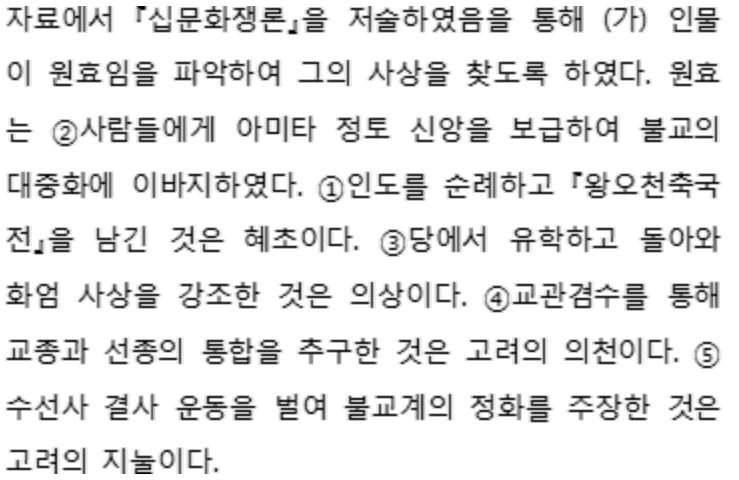 자료에서 『십문화쟁론』을 저술하였음을 통해 (가) 인물
이 원효임을 파악하여 그의 사상을 찾도록 하였다. 원효
는 ②사람들에게 아미타 정토 신앙을 보급하여 불교의
대중화에 이바지하였다. ①인도를 순례하고 『왕오천축국
전』을 남긴 것은 혜초이다. ③당에서 유학하고 돌아와
화엄 사상을 강조한 것은 의상이다. ④교관겸수를 통해
교종과 선종의 통합을 추구한 것은 고려의 의천이다. ⑤
수선사 결사 운동을 벌여 불교계의 정화를 주장한 것은
고려의 지눌이다.